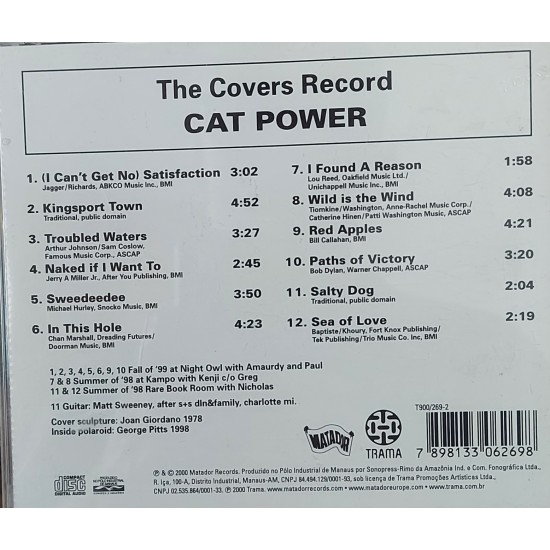 The Covers Record
CAT POWER
1. (I Can't Get No) Satisfaction 3:02
Jagger/Richards, ABKCO Music Inc., BMI
2. Kingsport Town 4:52
Traditional, public domain
3. Troubled Waters 3:27
Arthur Johnson/Sam Coslow,
Famous Music Corp., ASCAP
4. Naked if I Want To 2:45
Jerry A Miller Jr., After You Publishing, BMI
5. Sweedeedee 3:50
Michael Hurley, Snocko Music, BMI
6. In This Hole 4:23
Chan Marshall, Dreading Futures/
Doorman Music, BMI
7. I Found A Reason 1:58
Lou Reed, Oakfield Music Ltd./
Unichappell Music Inc., BMI
8. Wild is the Wind 4:08
Tiomkine/Washington, Anne-Rachel Music Corp./
Catherine Hinen/Patti Washington Music, ASCAP
9. Red Apples 4:21
Bill Callahan, BMI
10. Paths of Victory 3:20
Bob Dylan, Warner Chappell, ASCAP
11. Salty Dog 2:04
Traditional, public domain
12. Sea of Love 2:19
Baptiste/Khoury, Fort Knox Publishing/
Tek Publishing/Trio Music Co. Inc, BMI
1, 2, 3, 4, 5, 6, 9, 10 Fall of '99 at Night Owl with Amaurdy and Paul
7 & 8 Summer of '98 at Kampo with Kenji c/o Greg
11 & 12 Summer of '98 Rare Book Room with Nicholas
11 Guitar: Matt Sweeney, after s+s dln&family, charlotte mi.
Cover sculpture: Joan Giordano 1978
Inside polaroid: George Pitts 1998
MATADOR
TRAMA
T900/269-2
7 898133 062698
COMPACT
disc
DIGITAL AUDIO
℗ & © 2000 Matador Records. Produzido no Pólo Industrial de Manaus por Sonopress-Rimo da Amazônia Ind. e Com. Fonográfica Ltda.
R. Iça, 100-A, Distrito Industrial, Manaus-AM, CNPJ 84.494.129/0001-93, sob licença de Trama Promoções Artísticas Ltda.,
CNPJ 02.535.864/0001-33. ℗ 2000 Trama. www.matadorrecords.com • www.matadoreurope.com • www.trama.com.br